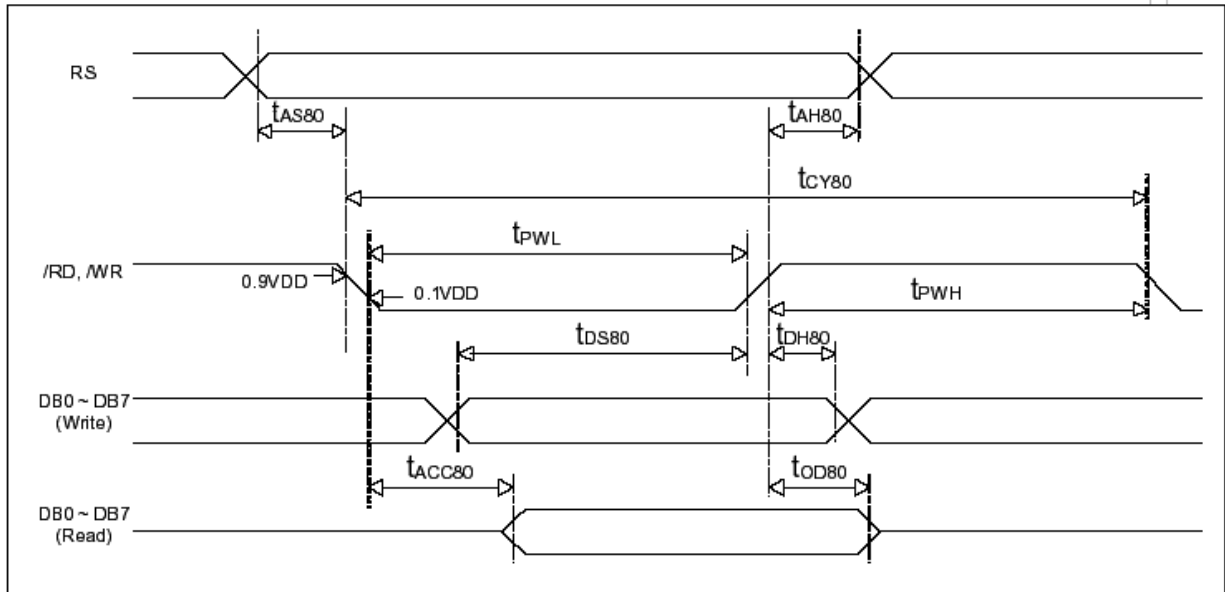 RS
tAS80
tAH80
tCY80
tPWL
/RD, /WR
0.9VDD
0.1VDD
tPWH
tDS80
tDH80
DB0 ~ DB7
(Write)
tACC80
tOD80
DB0 ~ DB7
(Read)